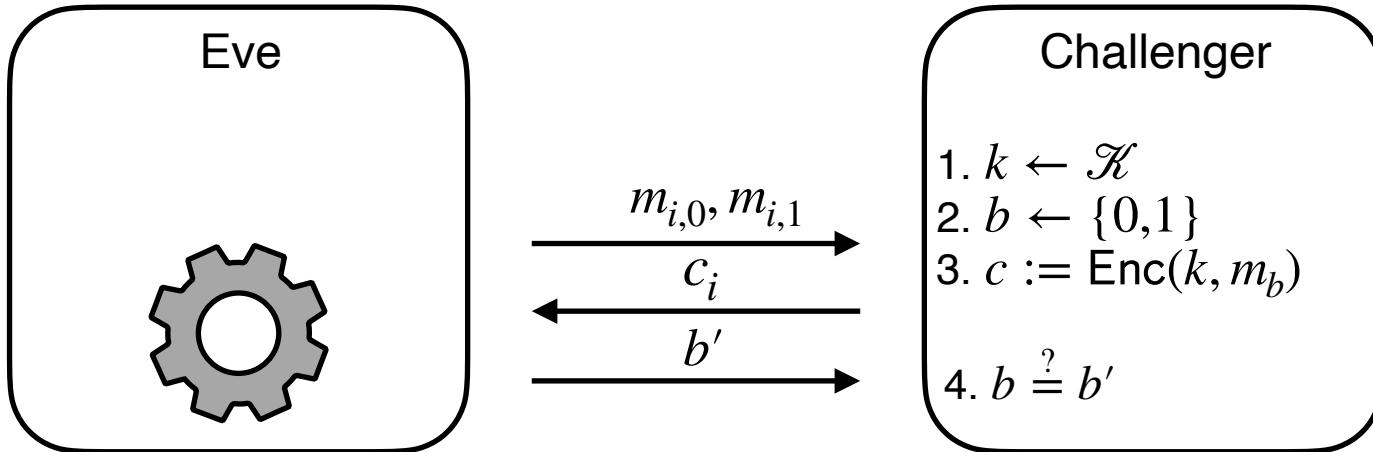 Eve
Challenger
1. k ← 𝒦
m_{i,0}, m_{i,1}
2. b ← {0,1}
c_i
3. c := Enc(k, m_b)
b′
4. b ≟ b′